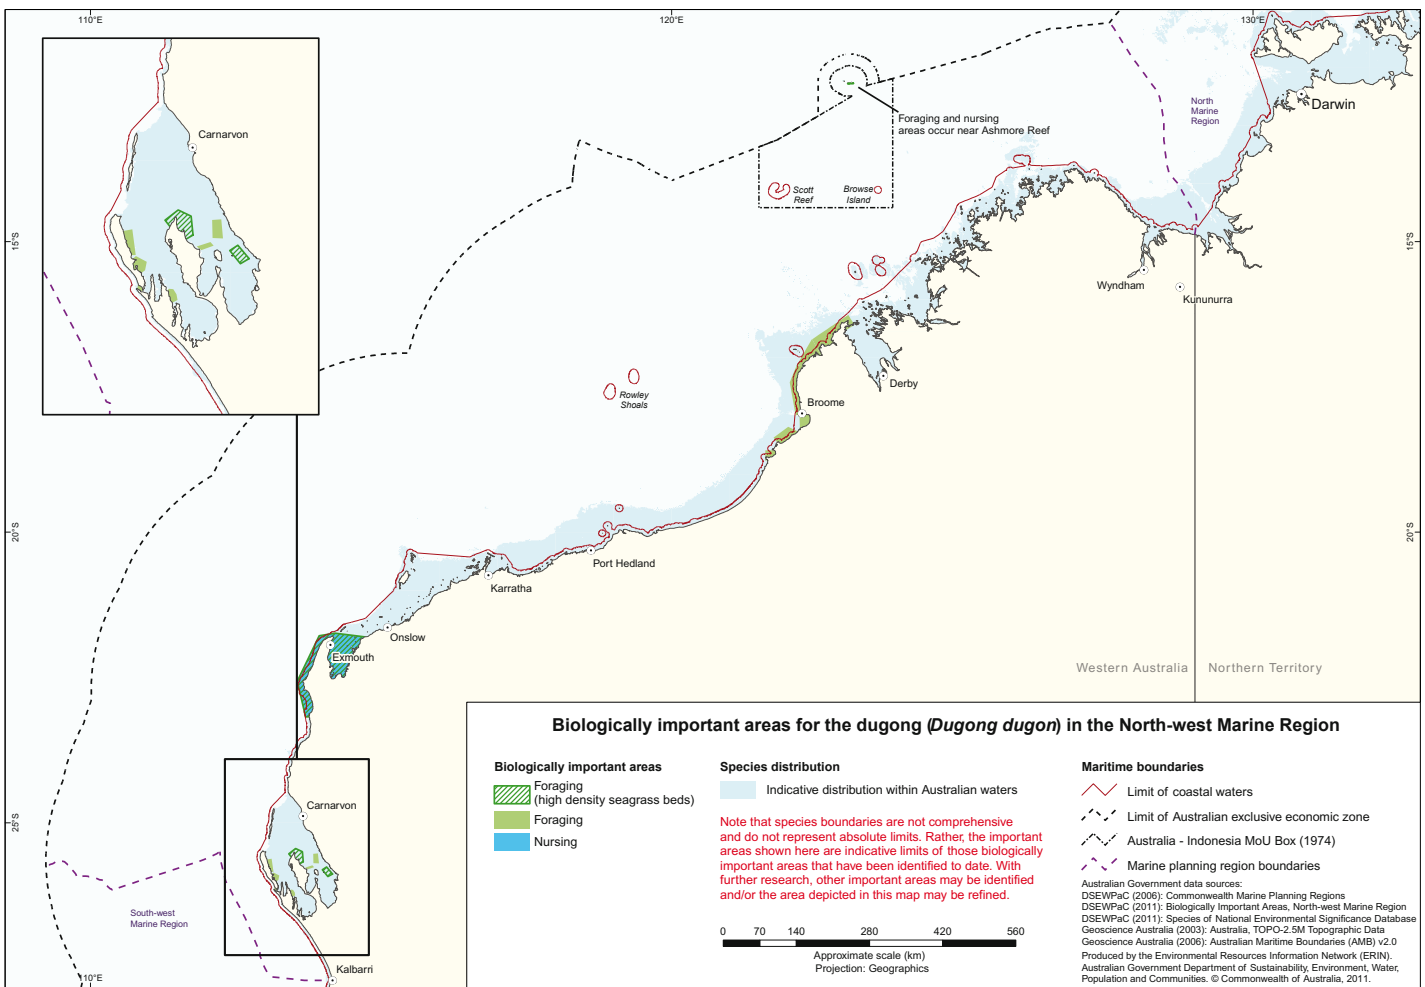 110°E
120°E
130°E
Carnarvon
Foraging and nursing
areas occur near Ashmore Reef
North
Marine
Region
Darwin
Scott
Reef
Browse
Island
15°S
15°S
Wyndham
Kununurra
Derby
Rowley
Shoals
Broome
20°S
20°S
Port Hedland
Karratha
Onslow
Exmouth
Western Australia
Northern Territory
25°S
Carnarvon
South-west
Marine Region
Kalbarri
110°E
Biologically important areas for the dugong (Dugong dugon) in the North-west Marine Region
Biologically important areas
Foraging
(high density seagrass beds)
Foraging
Nursing
Species distribution
Indicative distribution within Australian waters
Note that species boundaries are not comprehensive
and do not represent absolute limits. Rather, the important
areas shown here are indicative limits of those biologically
important areas that have been identified to date. With
further research, other important areas may be identified
and/or the area depicted in this map may be refined.
0 70 140 280 420 560
Approximate scale (km)
Projection: Geographics
Maritime boundaries
Limit of coastal waters
Limit of Australian exclusive economic zone
Australia - Indonesia MoU Box (1974)
Marine planning region boundaries
Australian Government data sources:
DSEWPaC (2006): Commonwealth Marine Planning Regions
DSEWPaC (2011): Biologically Important Areas, North-west Marine Region
DSEWPaC (2011): Species of National Environmental Significance Database
Geoscience Australia (2003): Australia, TOPO-2.5M Topographic Data
Geoscience Australia (2006): Australian Maritime Boundaries (AMB) v2.0
Produced by the Environmental Resources Information Network (ERIN).
Australian Government Department of Sustainability, Environment, Water,
Population and Communities. © Commonwealth of Australia, 2011.